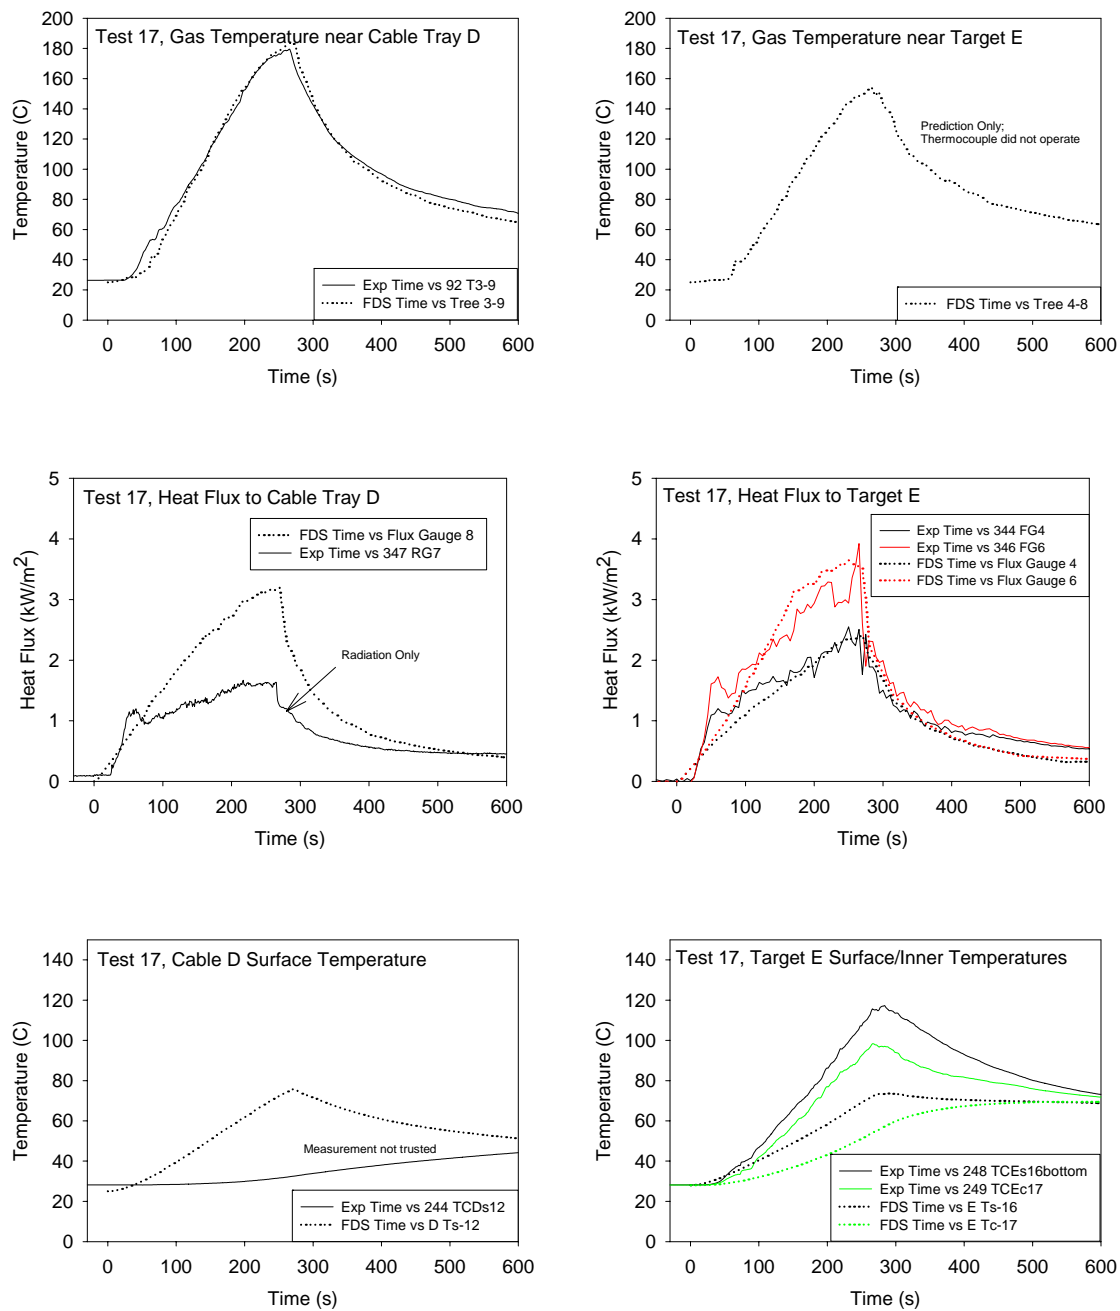 Test 17, Gas Temperature near Cable Tray D
Temperature (C)
200
180
160
140
120
100
80
60
40
20
0
Exp Time vs 92 T3-9
FDS Time vs Tree 3-9
0 100 200 300 400 500 600
Time (s)
Test 17, Gas Temperature near Target E
Temperature (C)
200
180
160
140
120
100
80
60
40
20
0
Prediction Only;
Thermocouple did not operate
FDS Time vs Tree 4-8
0 100 200 300 400 500 600
Time (s)
Test 17, Heat Flux to Cable Tray D
Heat Flux (kW/m2)
5
4
3
2
1
0
FDS Time vs Flux Gauge 8
Exp Time vs 347 RG7
Radiation Only
0 100 200 300 400 500 600
Time (s)
Test 17, Heat Flux to Target E
Heat Flux (kW/m2)
5
4
3
2
1
0
Exp Time vs 344 FG4
Exp Time vs 346 FG6
FDS Time vs Flux Gauge 4
FDS Time vs Flux Gauge 6
0 100 200 300 400 500 600
Time (s)
Test 17, Cable D Surface Temperature
Temperature (C)
140
120
100
80
60
40
20
0
Measurement not trusted
Exp Time vs 244 TCDs12
FDS Time vs D Ts-12
0 100 200 300 400 500 600
Time (s)
Test 17, Target E Surface/Inner Temperatures
Temperature (C)
140
120
100
80
60
40
20
0
Exp Time vs 248 TCEs16bottom
Exp Time vs 249 TCEc17
FDS Time vs E Ts-16
FDS Time vs E Tc-17
0 100 200 300 400 500 600
Time (s)